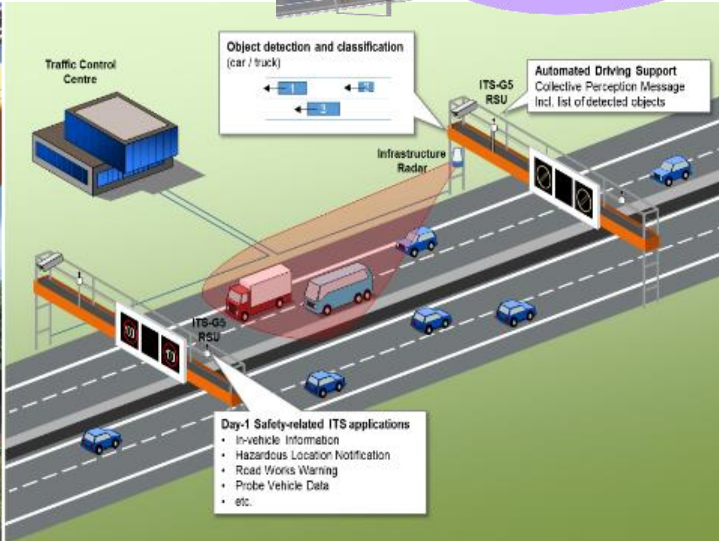 Traffic Control
Centre
Object detection and classification
(car / truck)
1
2
3
Infrastructure
Radar
ITS-G5
RSU
Automated Driving Support
Collective Perception Message
Incl. list of detected objects
ITS-G5
RSU
Day-1 Safety-related ITS applications
• In-vehicle Information
• Hazardous Location Notification
• Road Works Warning
• Probe Vehicle Data
• etc.